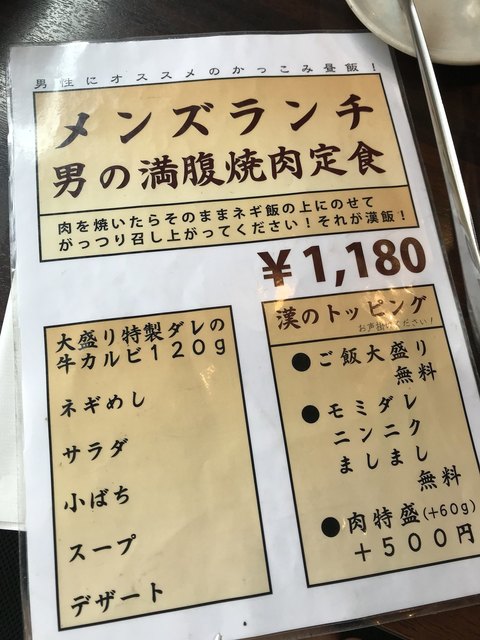 男性にオススメのかっこみ昼飯！
メンズランチ
男の満腹焼肉定食
肉を焼いたらそのままネギ飯の上にのせて
がっつり召し上がってください！それが漢飯！
￥1,180
大盛り特製ダレの
牛カルビ１２０ｇ
ネギめし
サラダ
小ばち
スープ
デザート
漢のトッピング
お声掛けください！
●ご飯大盛り
無料
●モミダレ
ニンニク
ましまし
無料
●肉特盛(+60g)
＋５００円